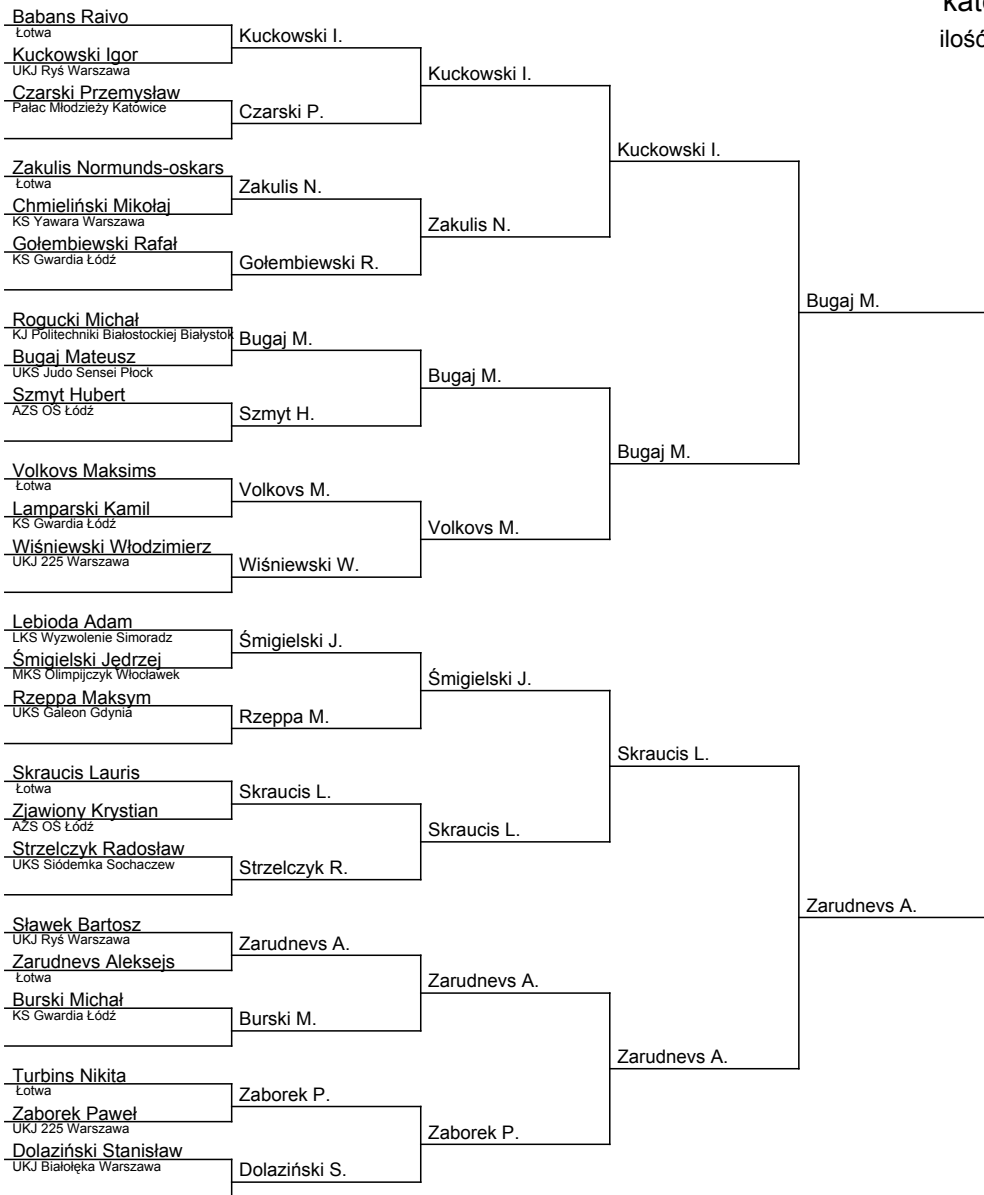 kat
ilość
Babans Raivo
Łotwa
Kuckowski Igor
UKJ Ryś Warszawa
Czarski Przemysław
Pałac Młodzieży Katowice
Zakulis Normunds-oskars
Łotwa
Chmieliński Mikołaj
KS Yawara Warszawa
Gołembiewski Rafał
KS Gwardia Łódź
Rogucki Michał
KJ Politechniki Białostockiej Białystok
Bugaj Mateusz
UKS Judo Sensei Płock
Szmyt Hubert
AZS OŚ Łódź
Volkovs Maksims
Łotwa
Lamparski Kamil
KS Gwardia Łódź
Wiśniewski Włodzimierz
UKJ 225 Warszawa
Lebioda Adam
LKS Wyzwolenie Simoradz
Śmigielski Jędrzej
MKS Olimpijczyk Włocławek
Rzeppa Maksym
UKS Galeon Gdynia
Skraucis Lauris
Łotwa
Zjawiony Krystian
AZS OŚ Łódź
Strzelczyk Radosław
UKS Siódemka Sochaczew
Sławek Bartosz
UKJ Ryś Warszawa
Zarudnevs Aleksejs
Łotwa
Burski Michał
KS Gwardia Łódź
Turbins Nikita
Łotwa
Zaborek Paweł
UKJ 225 Warszawa
Dolaziński Stanisław
UKJ Białołęka Warszawa
Kuckowski I.
Czarski P.
Zakulis N.
Gołembiewski R.
Bugaj M.
Szmyt H.
Volkovs M.
Wiśniewski W.
Śmigielski J.
Rzeppa M.
Skraucis L.
Strzelczyk R.
Zarudnevs A.
Burski M.
Zaborek P.
Dolaziński S.
Kuckowski I.
Zakulis N.
Bugaj M.
Volkovs M.
Śmigielski J.
Skraucis L.
Zarudnevs A.
Zaborek P.
Kuckowski I.
Bugaj M.
Skraucis L.
Zarudnevs A.
Bugaj M.
Zarudnevs A.